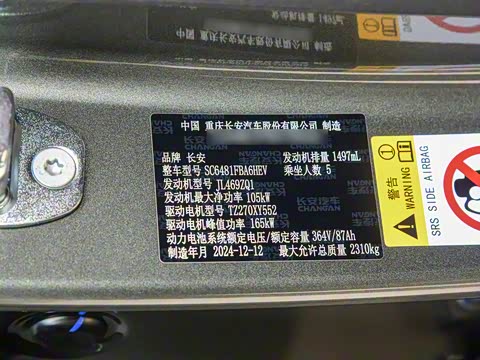 中国 重庆长安汽车股份有限公司 制造
品牌 长安 发动机排量 1497mL
整车型号 SC6481FBA6HEV 乘坐人数 5
发动机型号 JL469ZQ1
发动机最大净功率 105kW
驱动电机型号 TZ270XY552
驱动电机峰值功率 165kW
动力电池系统额定电压/额定容量 364V/87Ah
制造年月 2024-12-12 最大允许总质量 2310kg
警告
WARNING
SRS SIDE AIRBAG